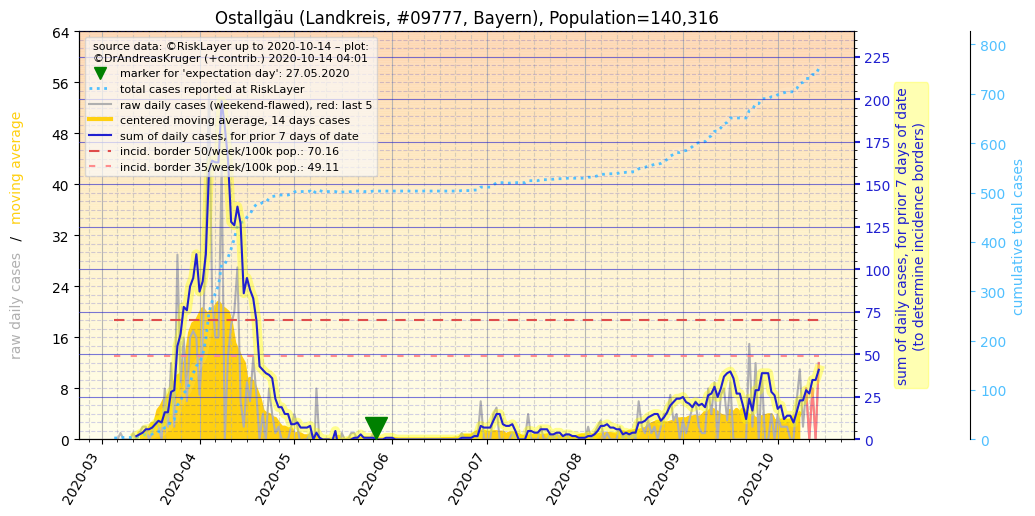 Ostallgäu (Landkreis, #09777, Bayern), Population=140,316
source data: ©RiskLayer up to 2020-10-14 – plot:
©DrAndreasKruger (+contrib.) 2020-10-14 04:01
marker for 'expectation day': 27.05.2020
total cases reported at RiskLayer
raw daily cases (weekend-flawed), red: last 5
centered moving average, 14 days cases
sum of daily cases, for prior 7 days of date
incid. border 50/week/100k pop.: 70.16
incid. border 35/week/100k pop.: 49.11
raw daily cases / moving average
64
56
48
40
32
24
16
8
0
2020-03
2020-04
2020-05
2020-06
2020-07
2020-08
2020-09
2020-10
225
200
175
150
125
100
75
50
25
0
sum of daily cases, for prior 7 days of date
(to determine incidence borders)
800
700
600
500
400
300
200
100
0
cumulative total cases